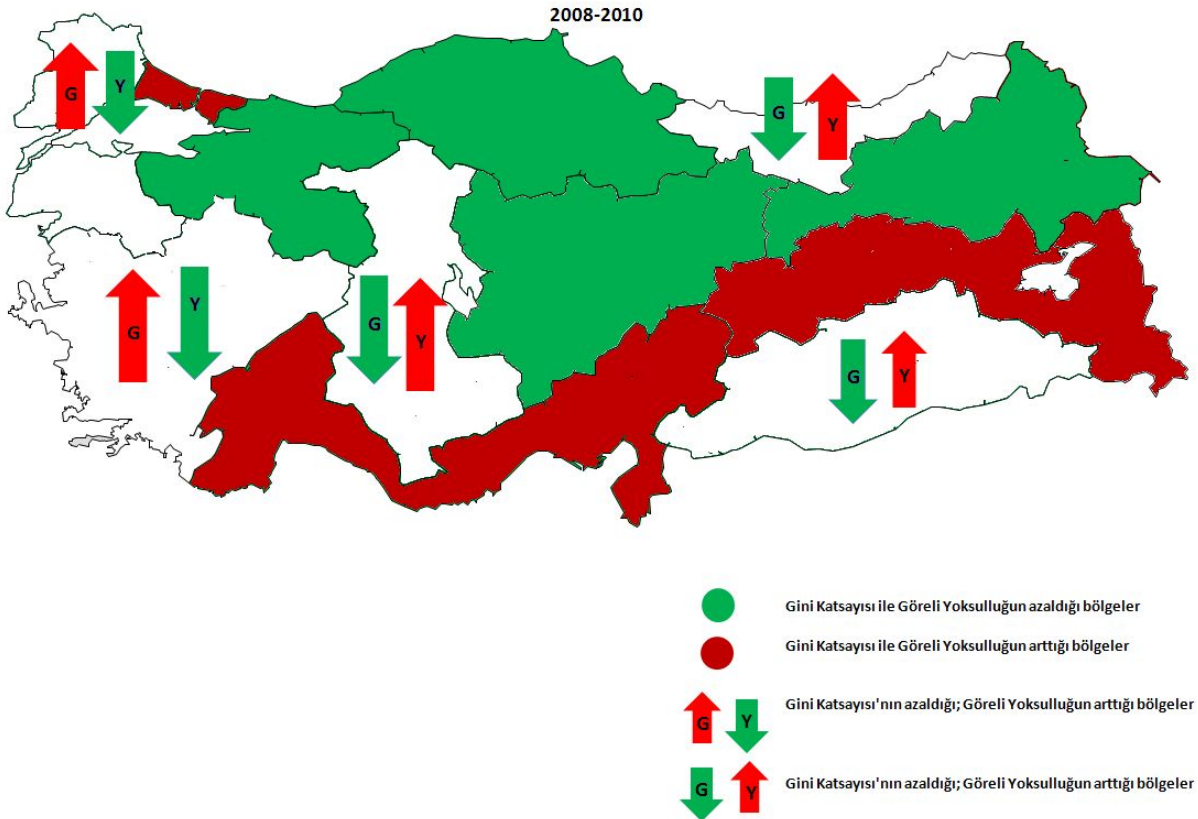 2008-2010
G Y
G Y
G Y
G Y
G Y
Gini Katsayısı ile Göreli Yoksulluğun azaldığı bölgeler
Gini Katsayısı ile Göreli Yoksulluğun arttığı bölgeler
G Y Gini Katsayısı'nın azaldığı; Göreli Yoksulluğun arttığı bölgeler
G Y Gini Katsayısı'nın azaldığı; Göreli Yoksulluğun arttığı bölgeler